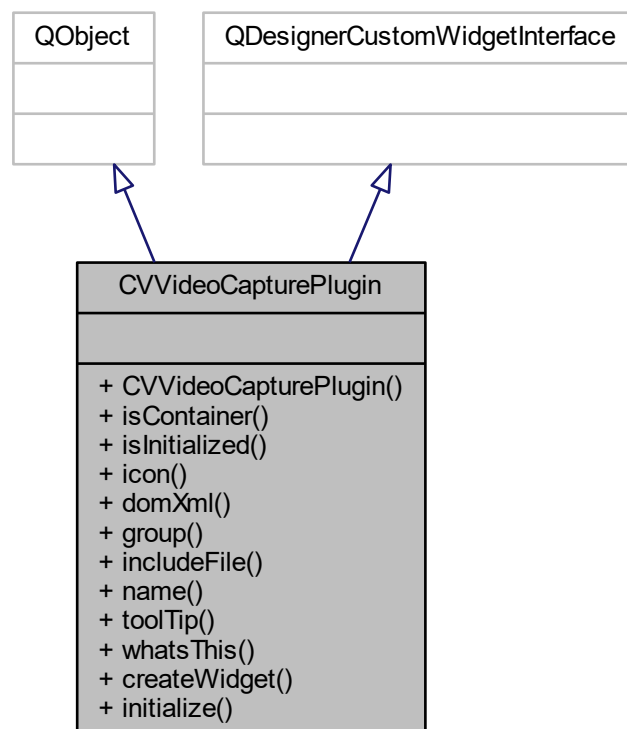 QObject
QDesignerCustomWidgetInterface
CVVideoCapturePlugin
+ CVVideoCapturePlugin()
+ isContainer()
+ isInitialized()
+ icon()
+ domXml()
+ group()
+ includeFile()
+ name()
+ toolTip()
+ whatsThis()
+ createWidget()
+ initialize()